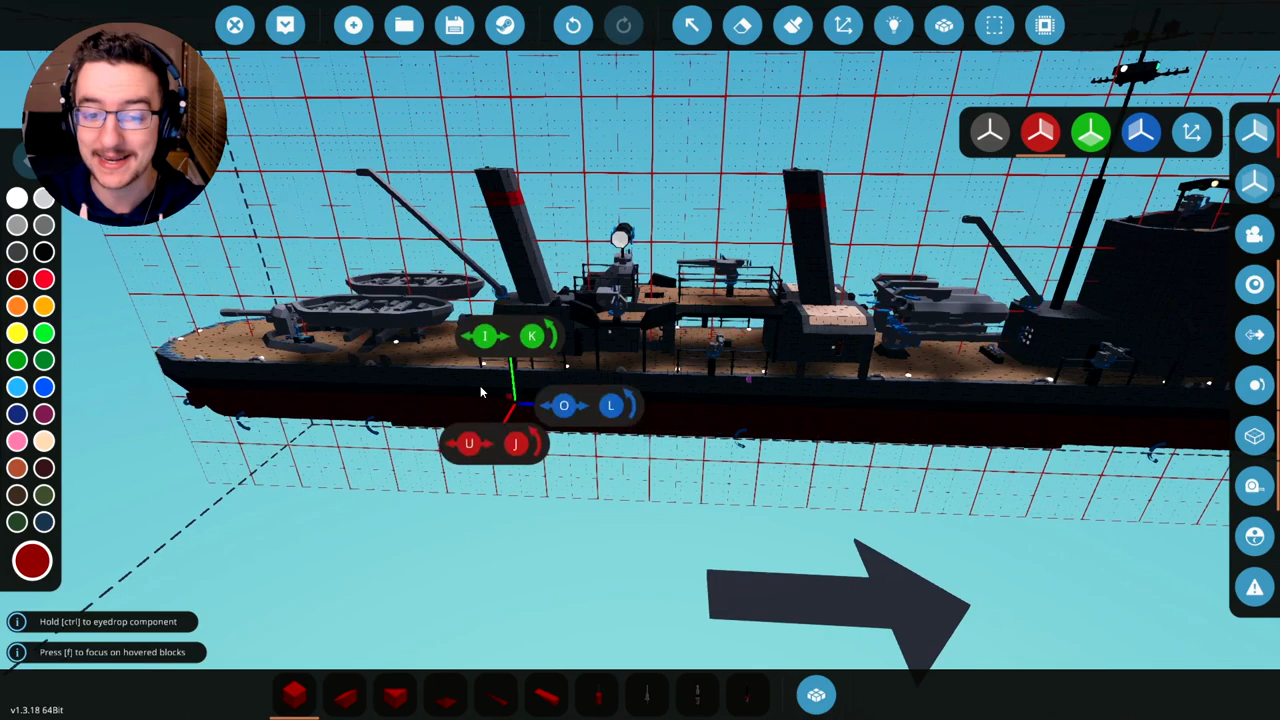 I K
O L
U J
Hold [ctrl] to eyedrop component
Press [f] to focus on hovered blocks
v1.3.18 64Bit